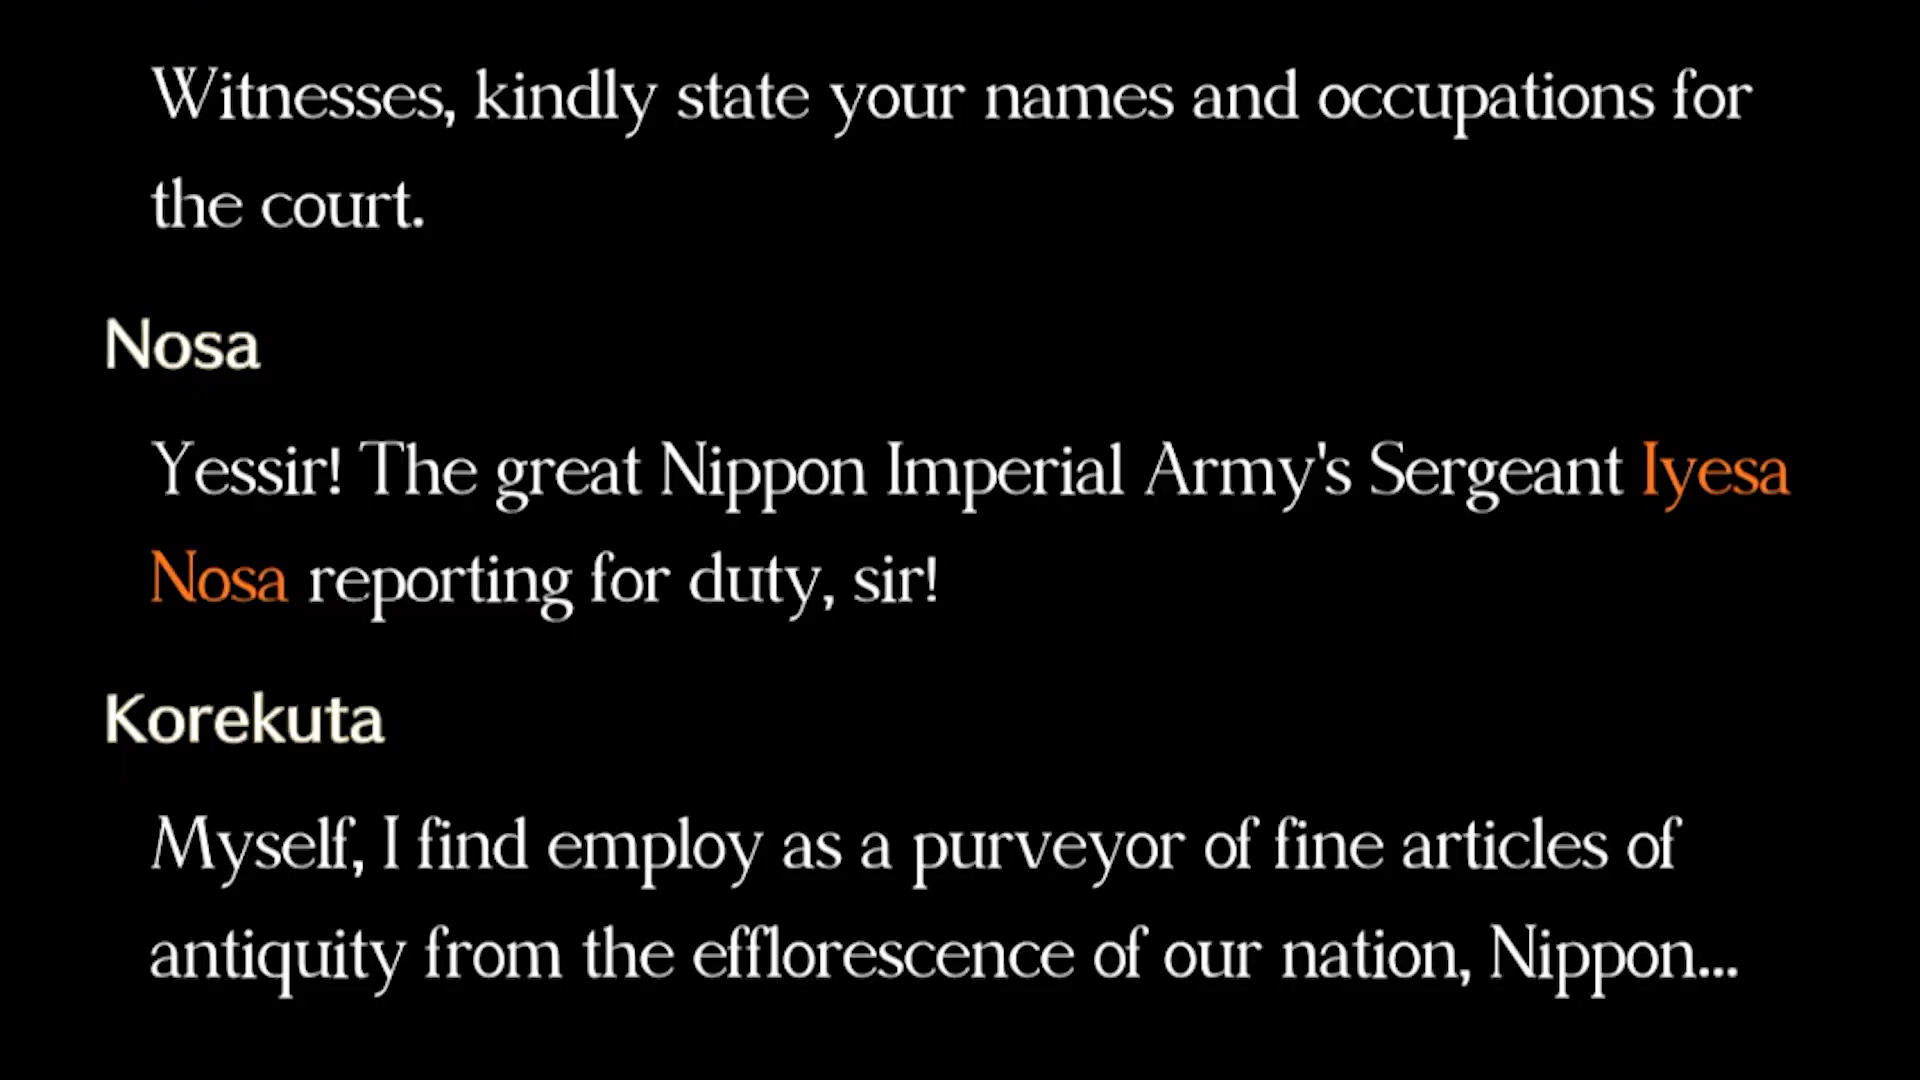 Witnesses, kindly state your names and occupations for
the court.
Nosa
Yessir! The great Nippon Imperial Army's Sergeant Iyesa
Nosa reporting for duty, sir!
Korekuta
Myself, I find employ as a purveyor of fine articles of
antiquity from the efflorescence of our nation, Nippon...